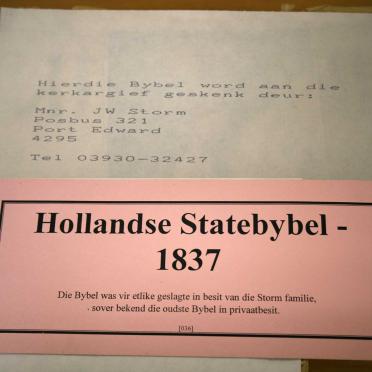 Hierdie Bybel word aan die
kerkargief geskenk deur:
Mnr. JW Storm
Posbus 321
Port Edward
4295
Tel 03930-32427
Hollandse Statebybel -
1837
Die Bybel was vir etlike geslagte in besit van die Storm familie,
sover bekend die oudste Bybel in privaatbesit.
[036]